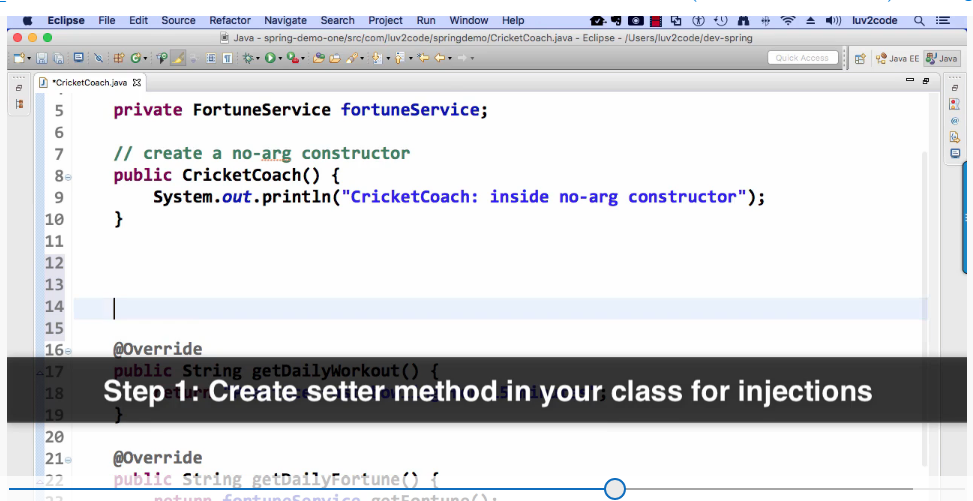 Eclipse File Edit Source Refactor Navigate Search Project Run Window Help luv2code
Java - spring-demo-one/src/com/luv2code/springdemo/CricketCoach.java - Eclipse - /Users/luv2code/dev-spring
Quick Access Java EE Java
*CricketCoach.java
5 private FortuneService fortuneService;
6
7 // create a no-arg constructor
8 public CricketCoach() {
9 System.out.println("CricketCoach: inside no-arg constructor");
10 }
11
12
13
14
15
16 @Override
17 public String getDailyWorkout() {
Step 1: Create setter method in your class for injections
18 return
19 }
20
21 @Override
22 public String getDailyFortune() {
23 return fortuneService.getFortune();